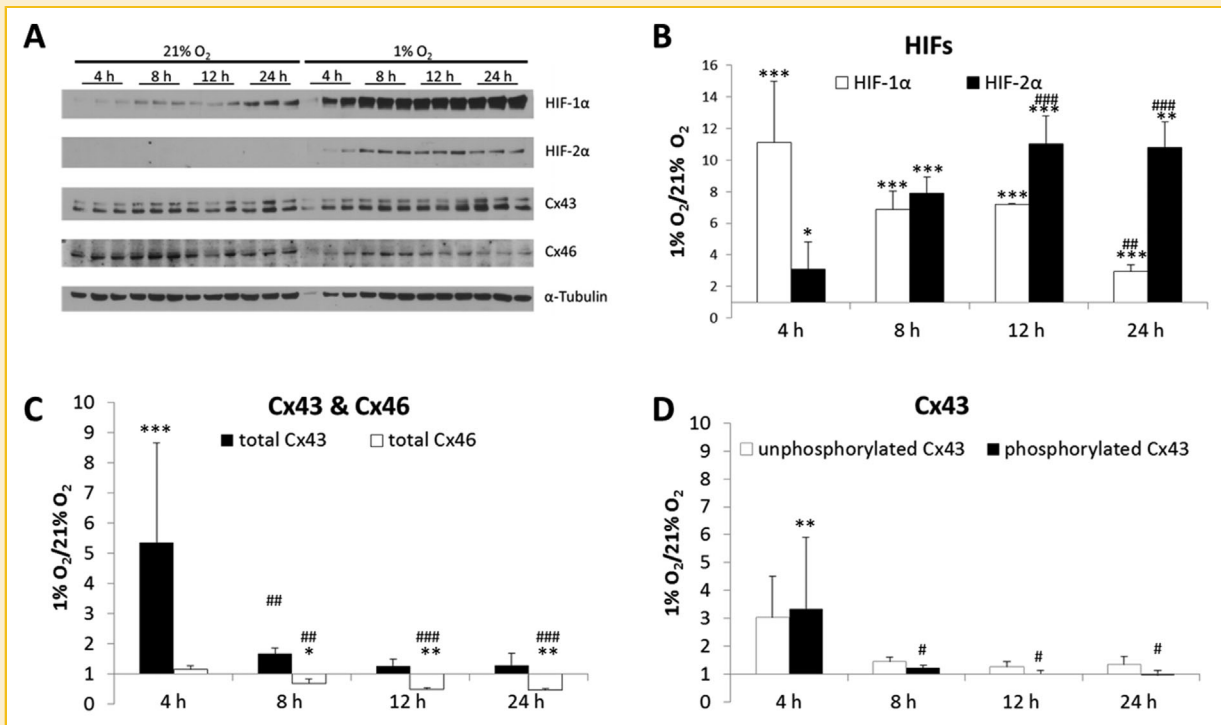 A
21% O₂ 1% O₂
4 h 8 h 12 h 24 h 4 h 8 h 12 h 24 h
HIF-1α
HIF-2α
Cx43
Cx46
α-Tubulin
B
HIFs
HIF-1α HIF-2α
1% O₂/21% O₂
16
14
12
10
8
6
4
2
0
***
*
***
***
***
###
***
##
***
###
**
4 h 8 h 12 h 24 h
C
Cx43 & Cx46
total Cx43 total Cx46
1% O₂/21% O₂
10
9
8
7
6
5
4
3
2
1
0
***
##
##
*
###
**
###
**
4 h 8 h 12 h 24 h
D
Cx43
unphosphorylated Cx43 phosphorylated Cx43
1% O₂/21% O₂
10
9
8
7
6
5
4
3
2
1
0
**
#
#
#
4 h 8 h 12 h 24 h